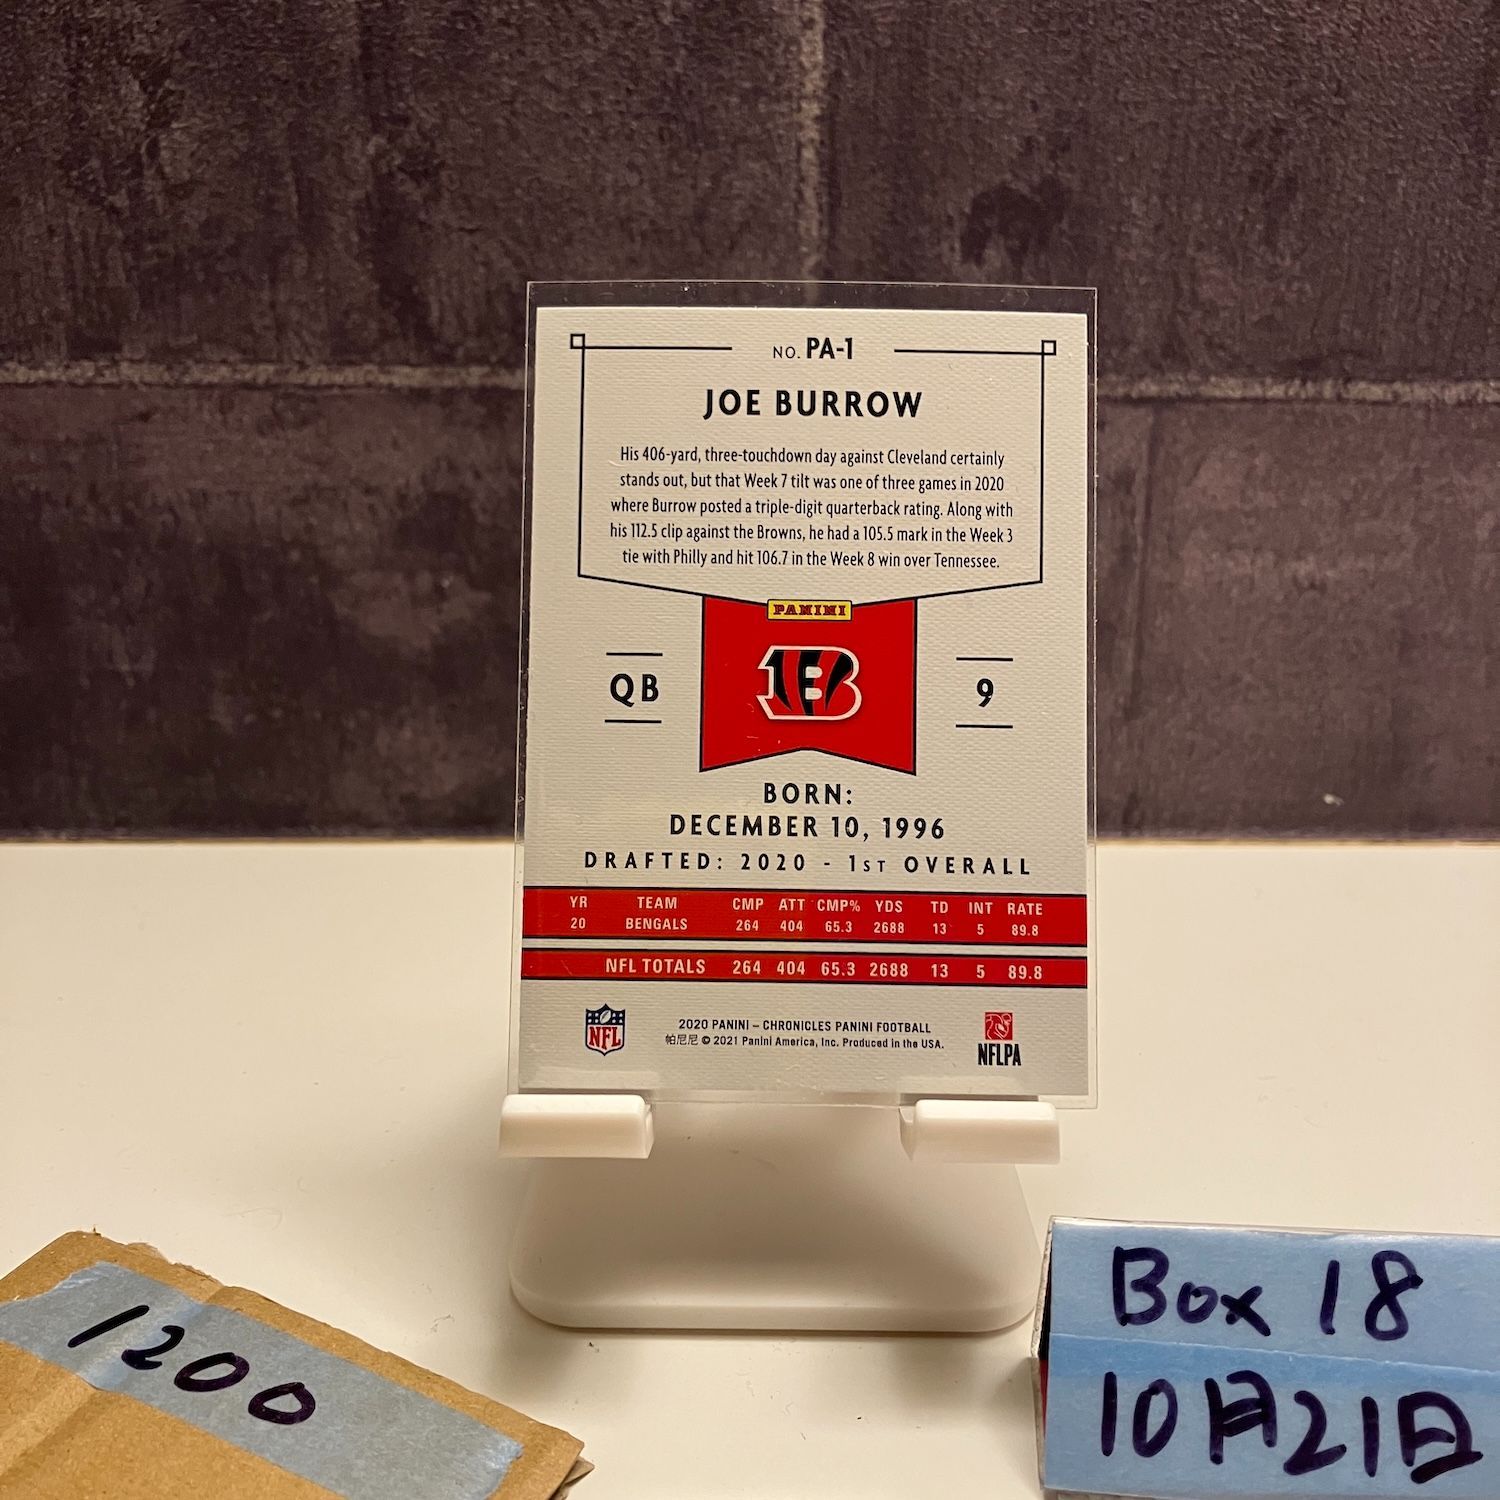 NO. PA-1
JOE BURROW
His 406-yard, three-touchdown day against Cleveland certainly
stands out, but that Week 7 tilt was one of three games in 2020
where Burrow posted a triple-digit quarterback rating. Along with
his 112.5 clip against the Browns, he had a 105.5 mark in the Week 3
tie with Philly and hit 106.7 in the Week 8 win over Tennessee.
PANINI
QB
B
9
BORN:
DECEMBER 10, 1996
DRAFTED: 2020 - 1ST OVERALL
YR TEAM CMP ATT CMP% YDS TD INT RATE
20 BENGALS 264 404 65.3 2688 13 5 89.8
NFL TOTALS 264 404 65.3 2688 13 5 89.8
NFL
2020 PANINI – CHRONICLES PANINI FOOTBALL
帕尼尼 © 2021 Panini America, Inc. Produced in the USA.
NFLPA
1200
Box 18
10月21日